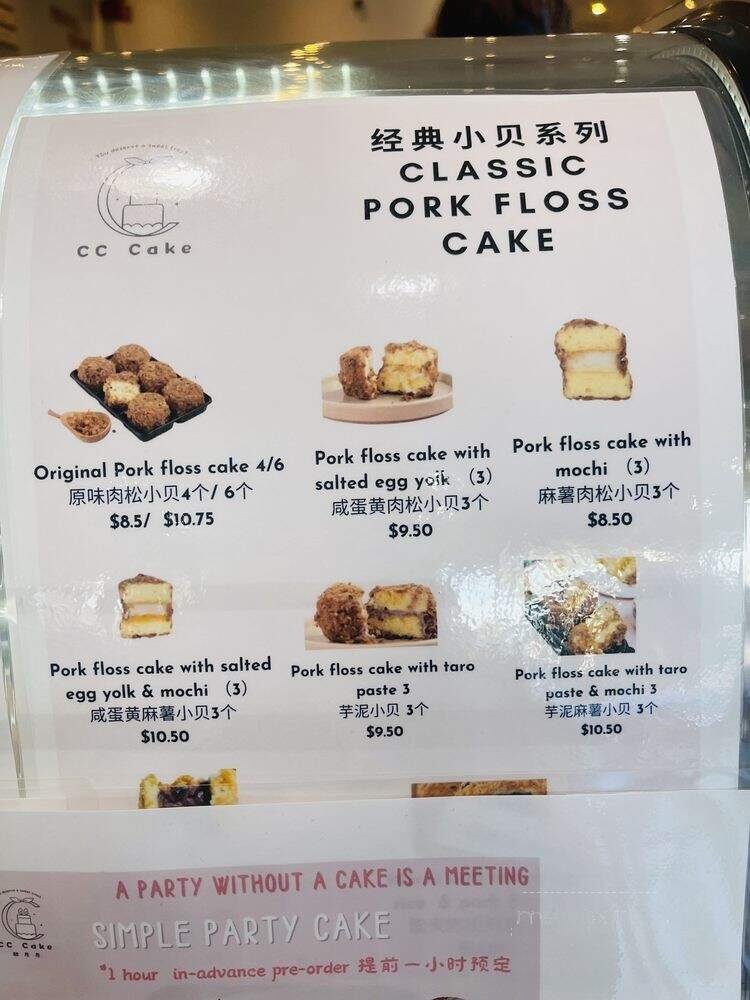 You deserve a sweet treat
CC Cake
经典小贝系列
CLASSIC
PORK FLOSS
CAKE
Original Pork floss cake 4/6
原味肉松小贝4个/ 6个
$8.5/ $10.75
Pork floss cake with
salted egg yolk （3）
咸蛋黄肉松小贝3个
$9.50
Pork floss cake with
mochi （3）
麻薯肉松小贝3个
$8.50
Pork floss cake with salted
egg yolk & mochi （3）
咸蛋黄麻薯小贝3个
$10.50
Pork floss cake with taro
paste 3
芋泥小贝 3个
$9.50
Pork floss cake with taro
paste & mochi 3
芋泥麻薯小贝 3个
$10.50
CC Cake
A PARTY WITHOUT A CAKE IS A MEETING
SIMPLE PARTY CAKE
*1 hour in-advance pre-order 提前一小时预定